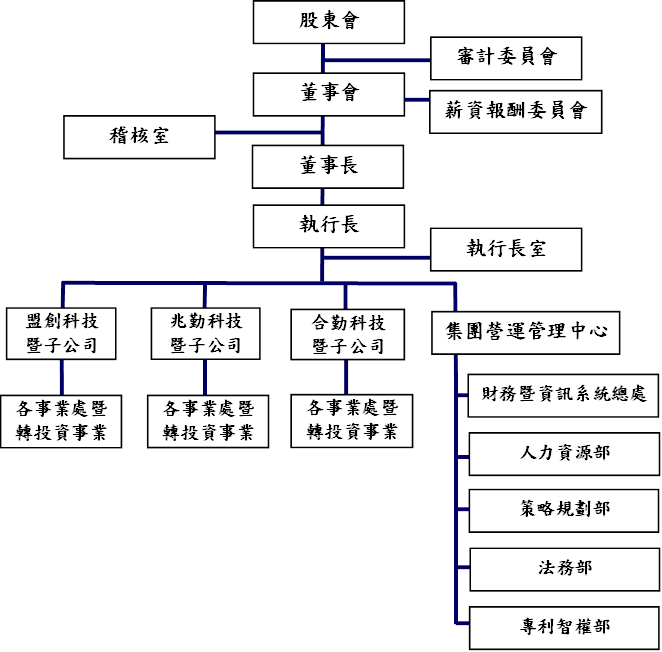 股東會
審計委員會
董事會
薪資報酬委員會
稽核室
董事長
執行長
執行長室
盟創科技
暨子公司
兆勤科技
暨子公司
合勤科技
暨子公司
集團營運管理中心
各事業處暨
轉投資事業
各事業處暨
轉投資事業
各事業處暨
轉投資事業
財務暨資訊系統總處
人力資源部
策略規劃部
法務部
專利智權部